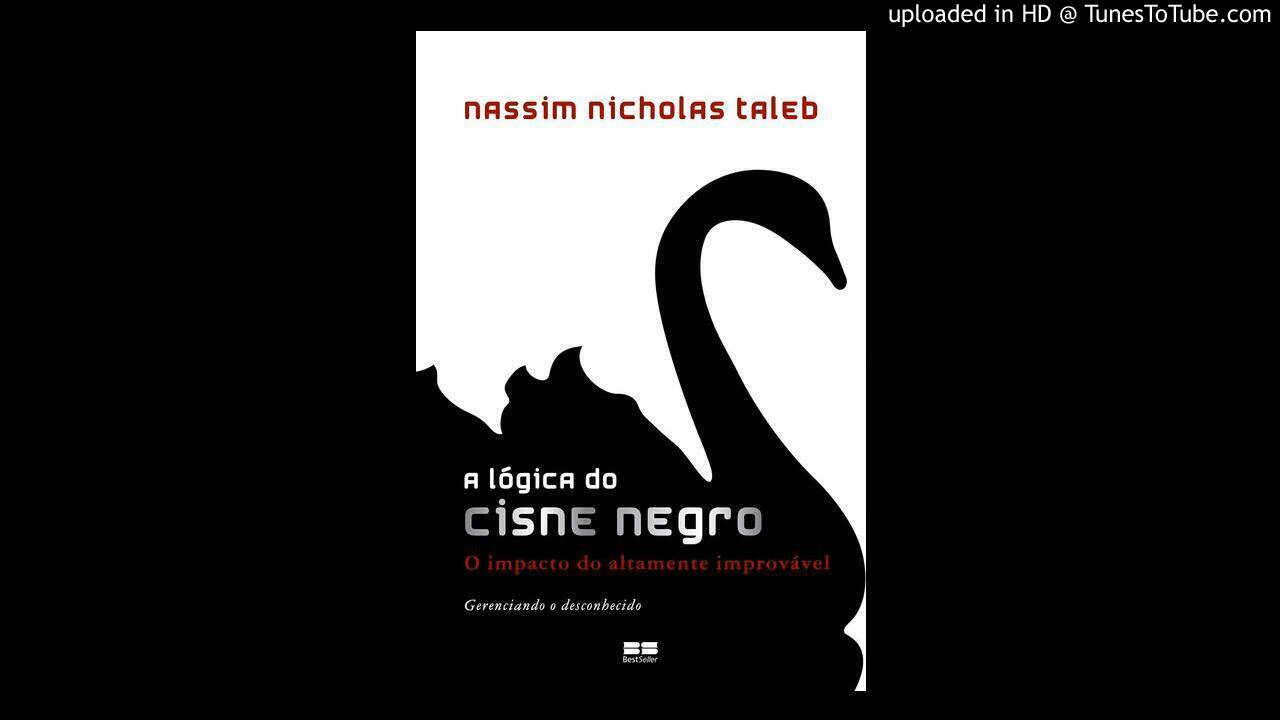 uploaded in HD @ TunesToTube.com
nassim nicholas taleb
a lógica do
cisne negro
O impacto do altamente improvável
Gerenciando o desconhecido
BS
BestSeller